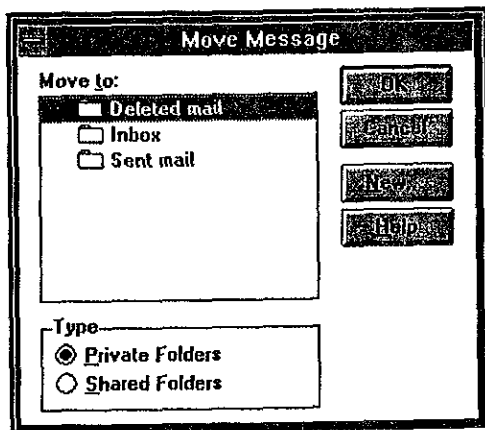 Move Message
Move to:
Deleted mail
Inbox
Sent mail
OK
Cancel
New...
Help
Type
Private Folders
Shared Folders